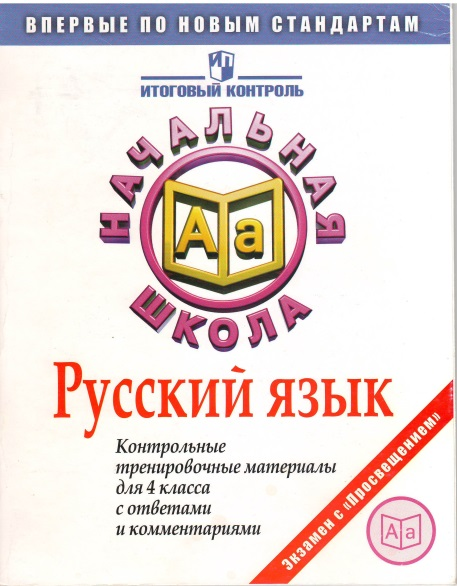 ВПЕРВЫЕ ПО НОВЫМ СТАНДАРТАМ
ИП
ИТОГОВЫЙ КОНТРОЛЬ
НАЧАЛЬНАЯ
Аа
ШКОЛА
Русский язык
Контрольные
тренировочные материалы
для 4 класса
с ответами
и комментариями
Экзамен с «Просвещением»
Аа